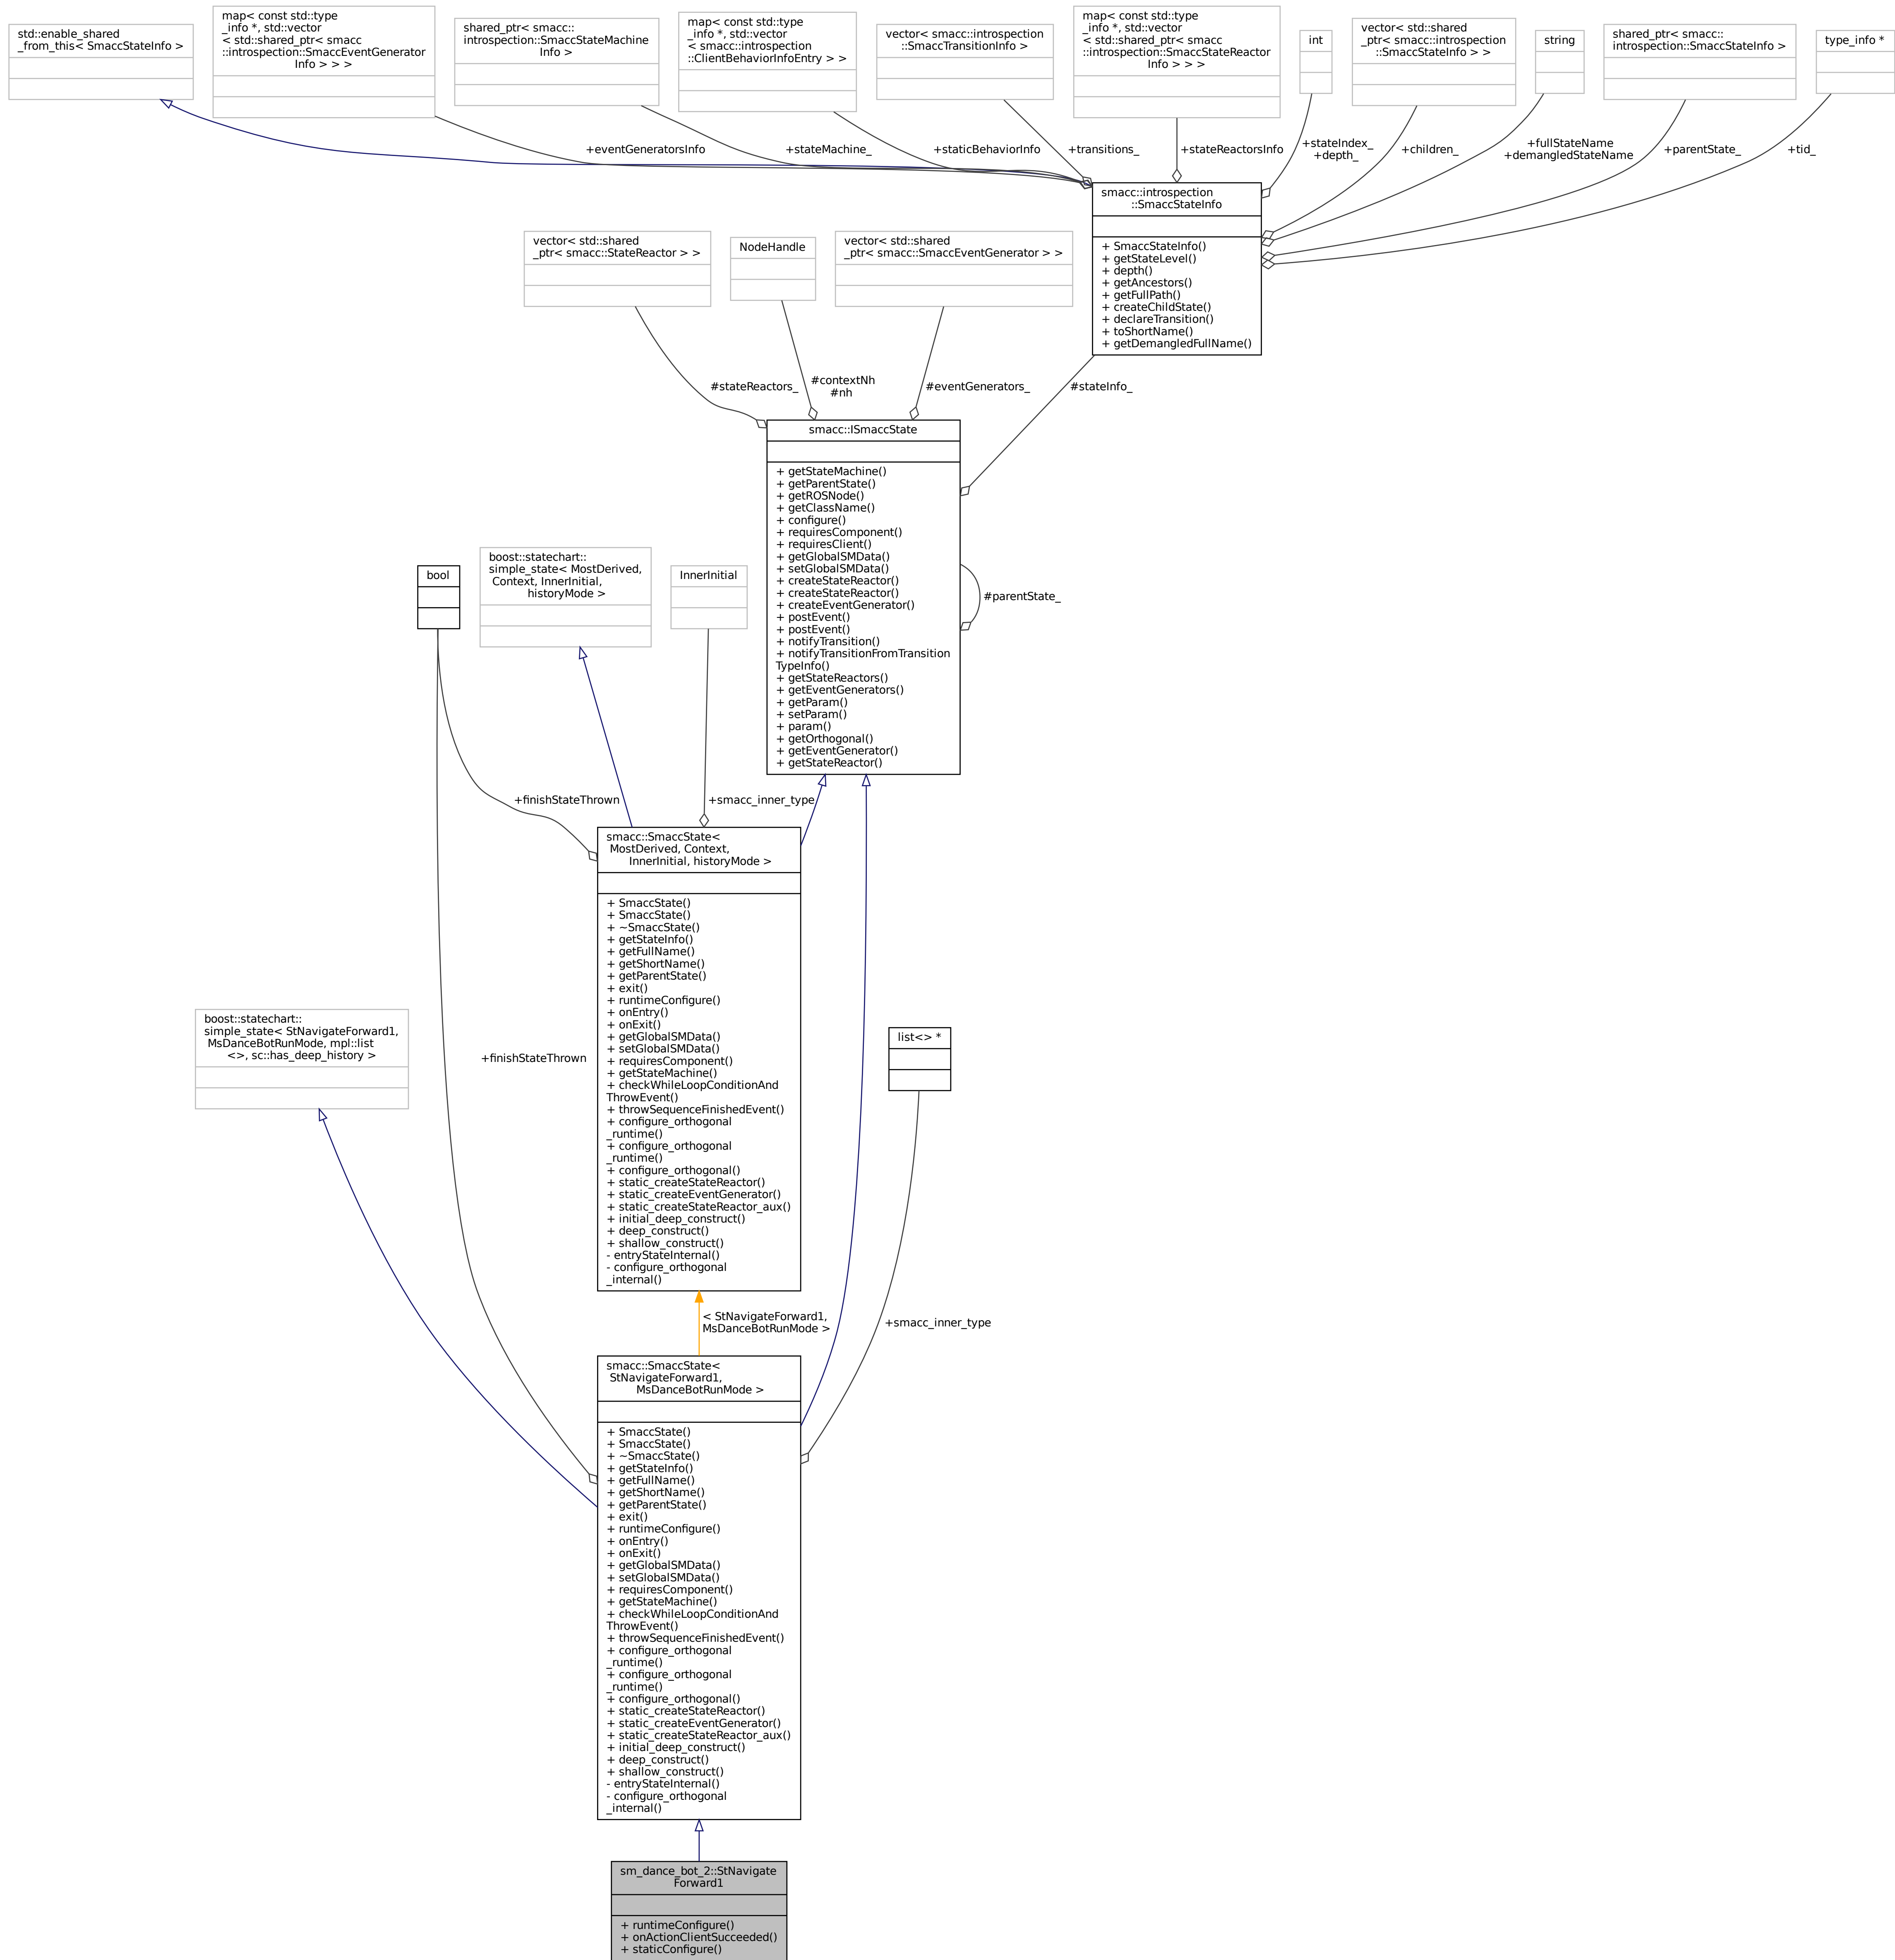 std::enable_shared
_from_this< SmaccStateInfo >
map< const std::type
_info *, std::vector
< std::shared_ptr< smacc
::introspection::SmaccEventGenerator
Info > > >
shared_ptr< smacc::
introspection::SmaccStateMachine
Info >
map< const std::type
_info *, std::vector
< smacc::introspection
::ClientBehaviorInfoEntry > >
vector< smacc::introspection
::SmaccTransitionInfo >
map< const std::type
_info *, std::vector
< std::shared_ptr< smacc
::introspection::SmaccStateReactor
Info > > >
int
vector< std::shared
_ptr< smacc::introspection
::SmaccStateInfo > >
string
shared_ptr< smacc::
introspection::SmaccStateInfo >
type_info *
+eventGeneratorsInfo
+stateMachine_
+staticBehaviorInfo
+transitions_
+stateReactorsInfo
+stateIndex_
+depth_
+children_
+fullStateName
+demangledStateName
+parentState_
+tid_
smacc::introspection
::SmaccStateInfo
+ SmaccStateInfo()
+ getStateLevel()
+ depth()
+ getAncestors()
+ getFullPath()
+ createChildState()
+ declareTransition()
+ toShortName()
+ getDemangledFullName()
vector< std::shared
_ptr< smacc::StateReactor > >
NodeHandle
vector< std::shared
_ptr< smacc::SmaccEventGenerator > >
#stateReactors_
#contextNh
#nh
#eventGenerators_
#stateInfo_
smacc::ISmaccState
+ getStateMachine()
+ getParentState()
+ getROSNode()
+ getClassName()
+ configure()
+ requiresComponent()
+ requiresClient()
+ getGlobalSMData()
+ setGlobalSMData()
+ createStateReactor()
+ createStateReactor()
+ createEventGenerator()
+ postEvent()
+ postEvent()
+ notifyTransition()
+ notifyTransitionFromTransition
TypeInfo()
+ getStateReactors()
+ getEventGenerators()
+ getParam()
+ setParam()
+ param()
+ getOrthogonal()
+ getEventGenerator()
+ getStateReactor()
#parentState_
bool
boost::statechart::
simple_state< MostDerived,
Context, InnerInitial,
historyMode >
InnerInitial
+finishStateThrown
+smacc_inner_type
smacc::SmaccState<
MostDerived, Context,
InnerInitial, historyMode >
+ SmaccState()
+ SmaccState()
+ ~SmaccState()
+ getStateInfo()
+ getFullName()
+ getShortName()
+ getParentState()
+ exit()
+ runtimeConfigure()
+ onEntry()
+ onExit()
+ getGlobalSMData()
+ setGlobalSMData()
+ requiresComponent()
+ getStateMachine()
+ checkWhileLoopConditionAnd
ThrowEvent()
+ throwSequenceFinishedEvent()
+ configure_orthogonal
_runtime()
+ configure_orthogonal
_runtime()
+ configure_orthogonal()
+ static_createStateReactor()
+ static_createEventGenerator()
+ static_createStateReactor_aux()
+ initial_deep_construct()
+ deep_construct()
+ shallow_construct()
- entryStateInternal()
- configure_orthogonal
_internal()
boost::statechart::
simple_state< StNavigateForward1,
MsDanceBotRunMode, mpl::list
<>, sc::has_deep_history >
+finishStateThrown
list<> *
< StNavigateForward1,
MsDanceBotRunMode >
+smacc_inner_type
smacc::SmaccState<
StNavigateForward1,
MsDanceBotRunMode >
+ SmaccState()
+ SmaccState()
+ ~SmaccState()
+ getStateInfo()
+ getFullName()
+ getShortName()
+ getParentState()
+ exit()
+ runtimeConfigure()
+ onEntry()
+ onExit()
+ getGlobalSMData()
+ setGlobalSMData()
+ requiresComponent()
+ getStateMachine()
+ checkWhileLoopConditionAnd
ThrowEvent()
+ throwSequenceFinishedEvent()
+ configure_orthogonal
_runtime()
+ configure_orthogonal
_runtime()
+ configure_orthogonal()
+ static_createStateReactor()
+ static_createEventGenerator()
+ static_createStateReactor_aux()
+ initial_deep_construct()
+ deep_construct()
+ shallow_construct()
- entryStateInternal()
- configure_orthogonal
_internal()
sm_dance_bot_2::StNavigate
Forward1
+ runtimeConfigure()
+ onActionClientSucceeded()
+ staticConfigure()